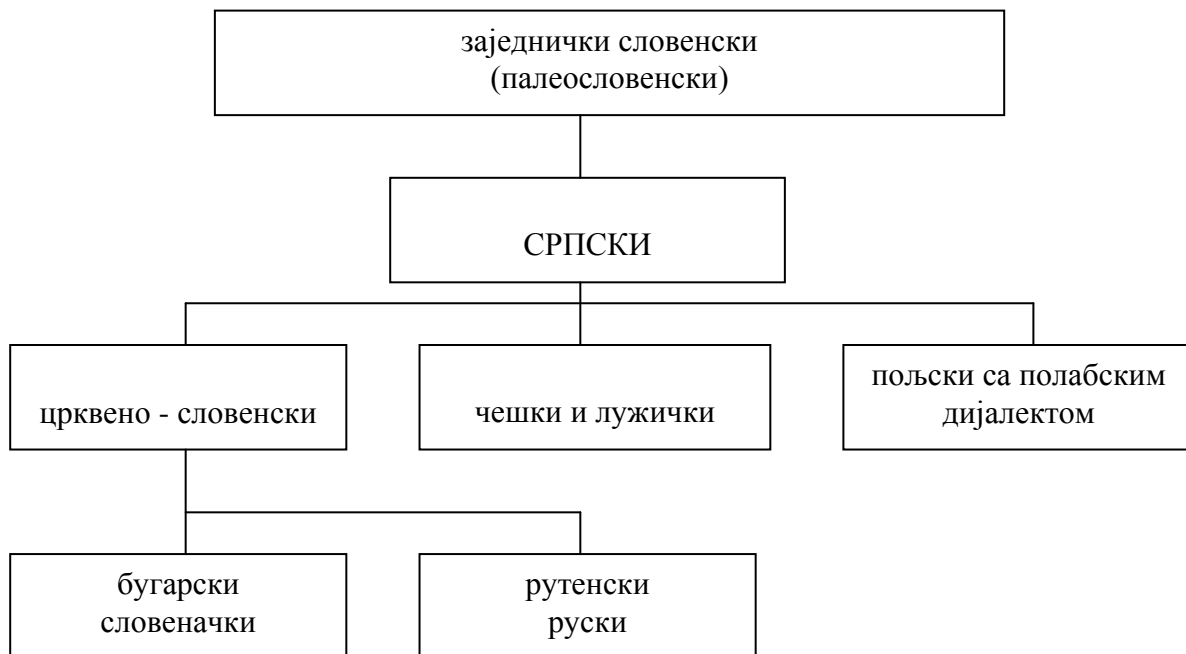 заједнички словенски
(палеословенски)
СРПСКИ
црквено - словенски
чешки и лужички
пољски са полабским
дијалектом
бугарски
словеначки
рутенски
руски